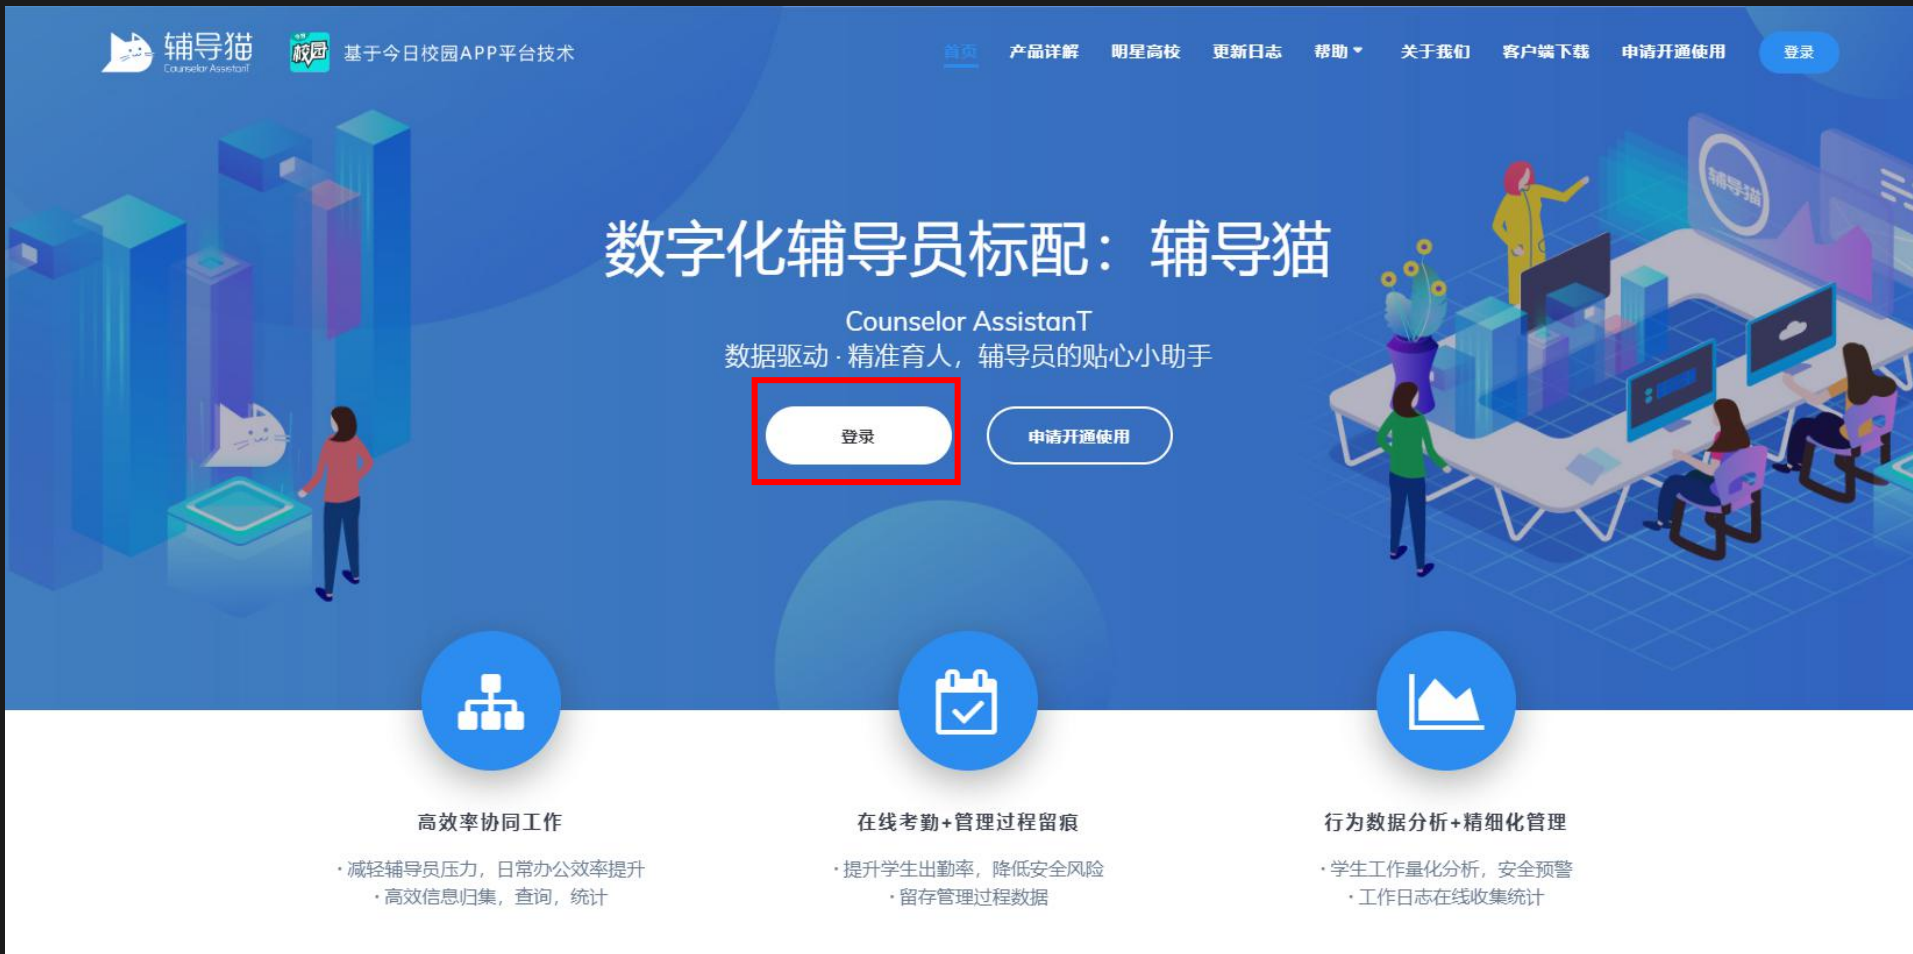 辅导猫
Counselor AssistanT
今日
校园
基于今日校园APP平台技术
首页
产品详解
明星高校
更新日志
帮助
关于我们
客户端下载
申请开通使用
登录
辅导猫
数字化辅导员标配：辅导猫
Counselor AssistanT
数据驱动·精准育人，辅导员的贴心小助手
登录
申请开通使用
高效率协同工作
·减轻辅导员压力，日常办公效率提升
·高效信息归集，查询，统计
在线考勤+管理过程留痕
·提升学生出勤率，降低安全风险
·留存管理过程数据
行为数据分析+精细化管理
·学生工作量化分析，安全预警
·工作日志在线收集统计